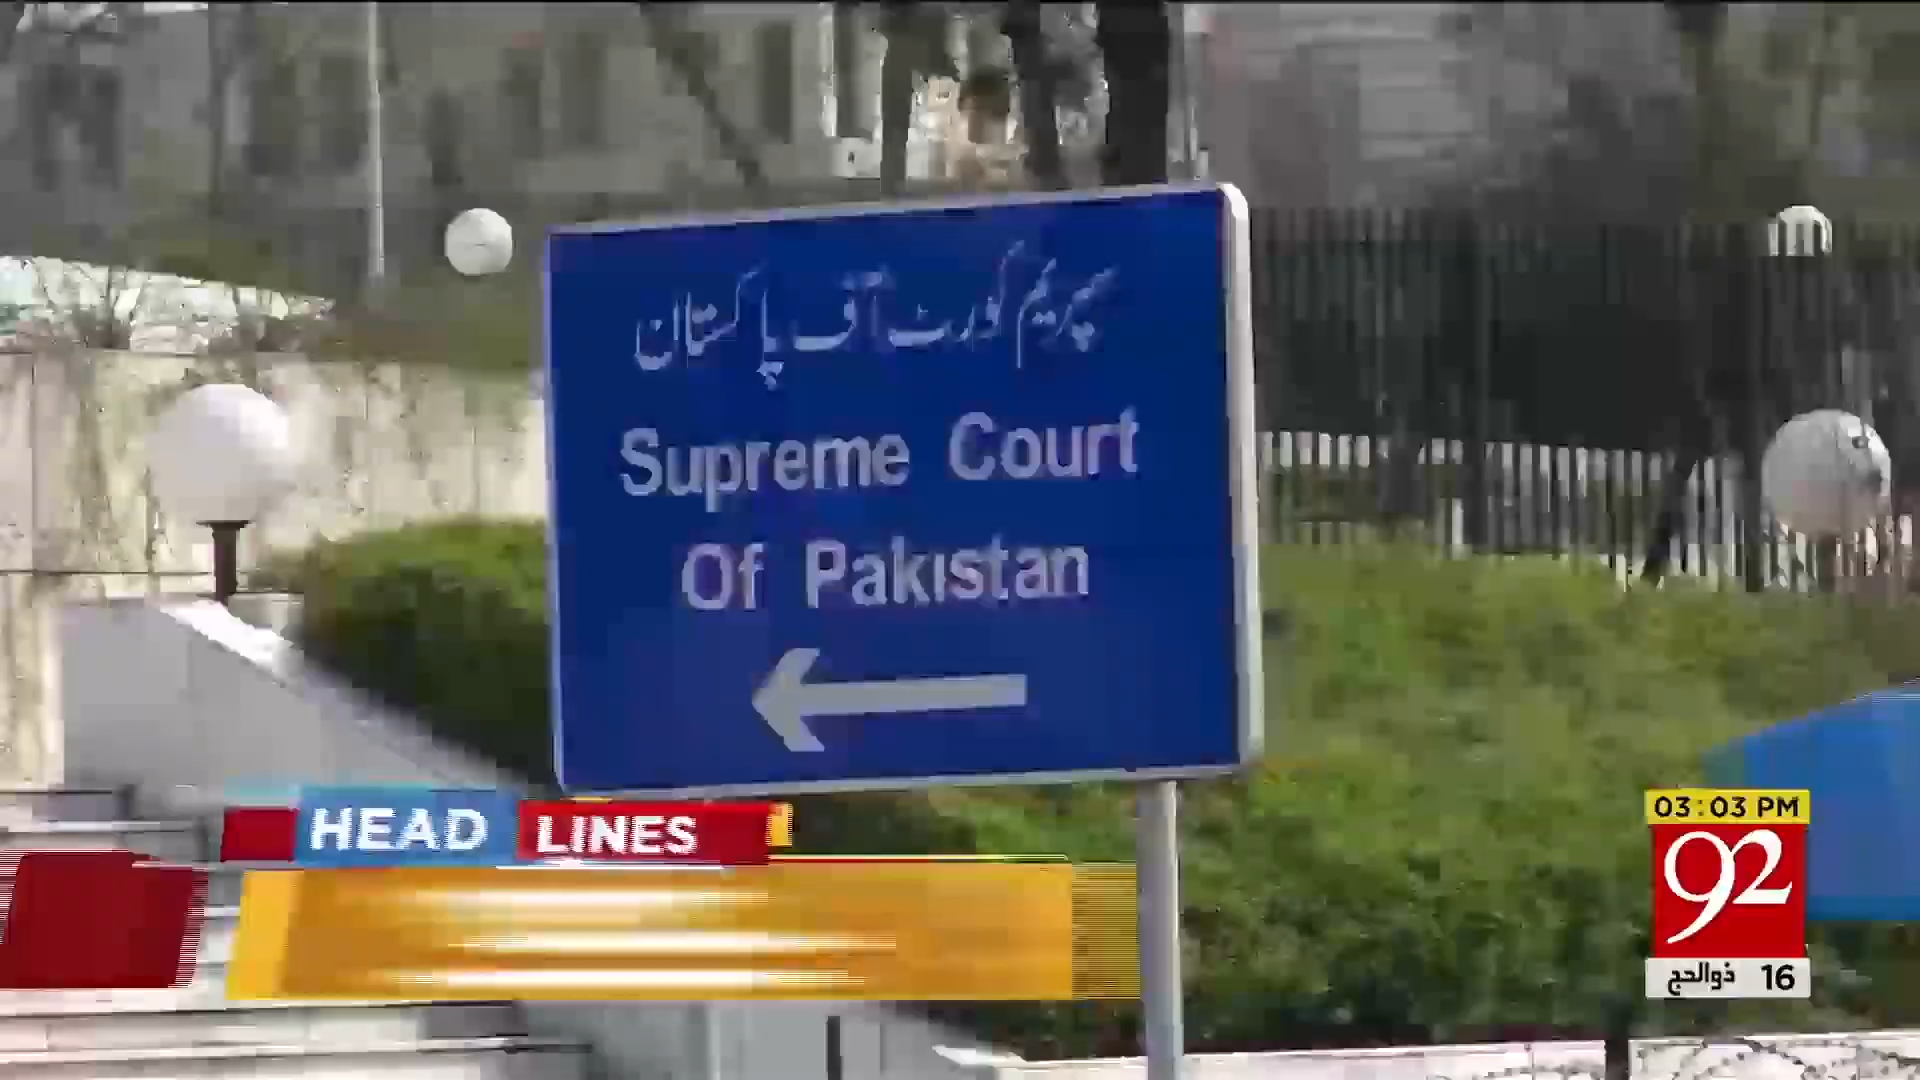 سپریم کورٹ آف پاکستان
Supreme Court
Of Pakistan
HEAD LINES
03:03 PM
92
16 ذوالحج